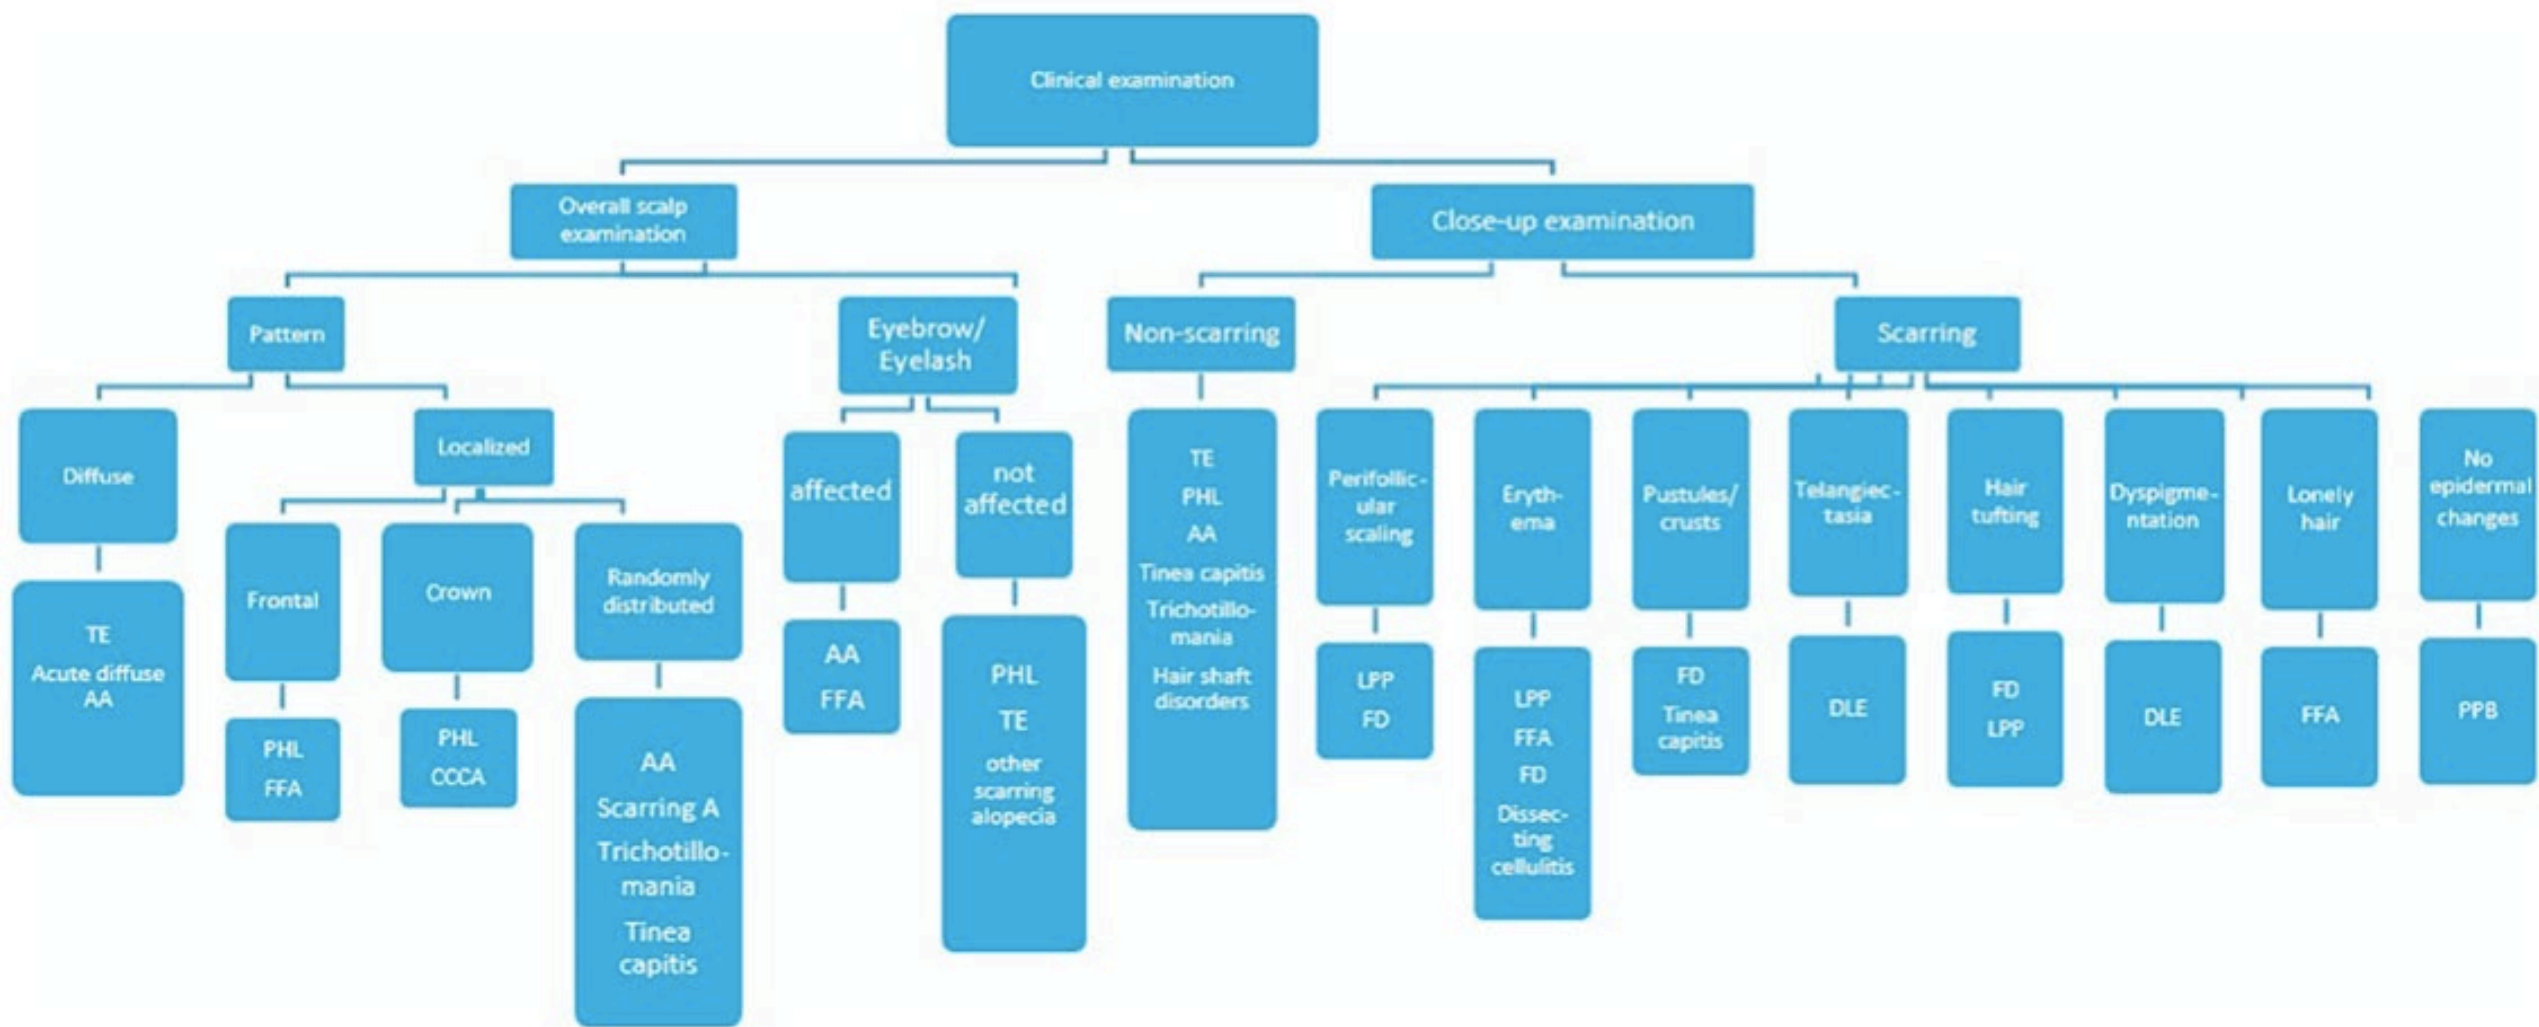 Clinical examination
Overall scalp
examination
Close-up examination
Pattern
Eyebrow/
Eyelash
Non-scarring
Scarring
Diffuse
Localized
affected
not
affected
TE
PHL
AA
Tinea capitis
Trichotillo-
mania
Hair shaft
disorders
Perifollic-
ular
scaling
Eryth-
ema
Pustules/
crusts
Telangiec-
tasia
Hair
tufting
Dyspigme-
ntation
Lonely
hair
No
epidermal
changes
Frontal
Crown
Randomly
distributed
TE
Acute diffuse
AA
PHL
FFA
PHL
CCCA
AA
Scarring A
Trichotillo-
mania
Tinea
capitis
AA
FFA
PHL
TE
other
scarring
alopecia
LPP
FD
LPP
FFA
FD
Dissec-
ting
cellulitis
FD
Tinea
capitis
DLE
FD
LPP
DLE
FFA
PPB